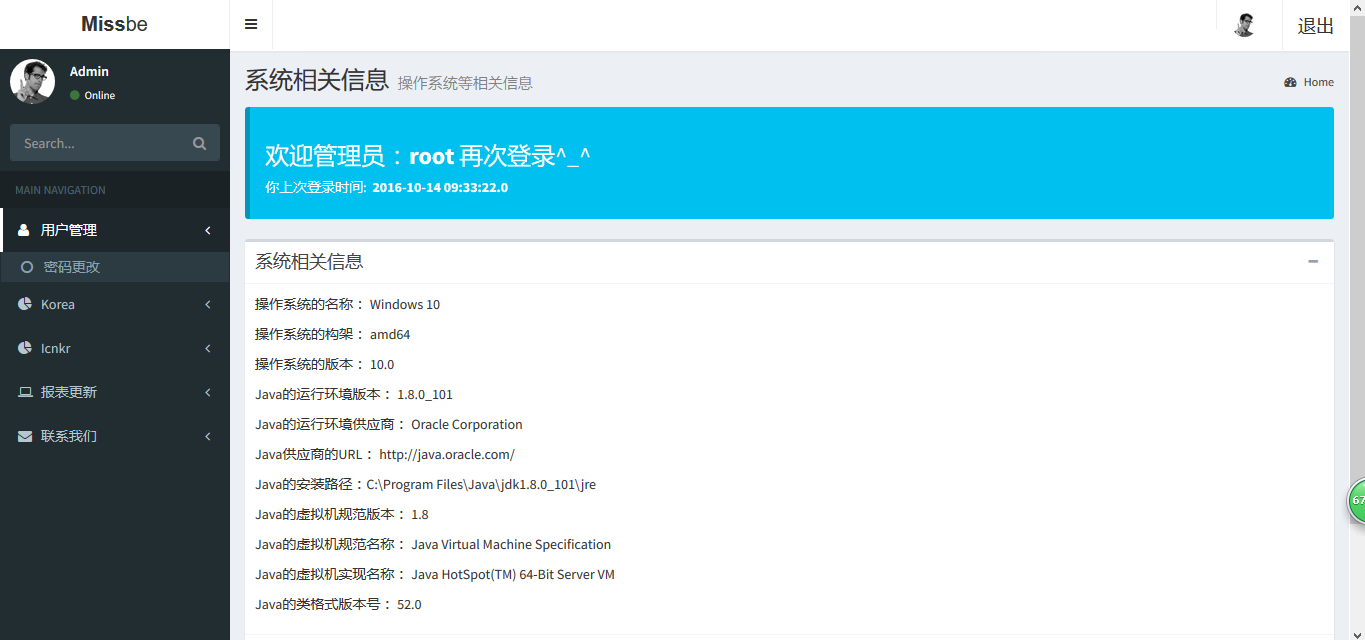 Missbe
退出
Admin
Online
Search...
MAIN NAVIGATION
用户管理
密码更改
Korea
Icnkr
报表更新
联系我们
系统相关信息 操作系统等相关信息
Home
欢迎管理员：root 再次登录^_^
你上次登录时间: 2016-10-14 09:33:22.0
系统相关信息
操作系统的名称： Windows 10
操作系统的构架： amd64
操作系统的版本： 10.0
Java的运行环境版本： 1.8.0_101
Java的运行环境供应商： Oracle Corporation
Java供应商的URL： http://java.oracle.com/
Java的安装路径：C:\Program Files\Java\jdk1.8.0_101\jre
Java的虚拟机规范版本： 1.8
Java的虚拟机规范名称： Java Virtual Machine Specification
Java的虚拟机实现名称： Java HotSpot(TM) 64-Bit Server VM
Java的类格式版本号： 52.0
67